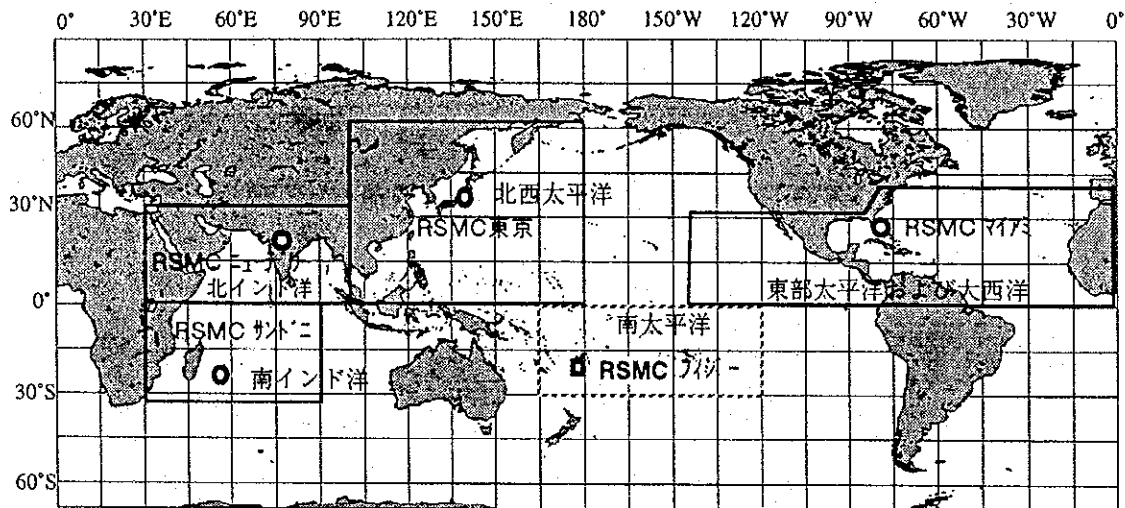 0° 30°E 60°E 90°E 120°E 150°E 180° 150°W 120°W 90°W 60°W 30°W 0°
60°N
30°N
0°
30°S
60°S
北西太平洋
RSMC東京
RSMC ニューデリー
北インド洋
RSMC サンドニ
南インド洋
南太平洋
RSMC フィジー
RSMC マイアミ
東部太平洋および大西洋